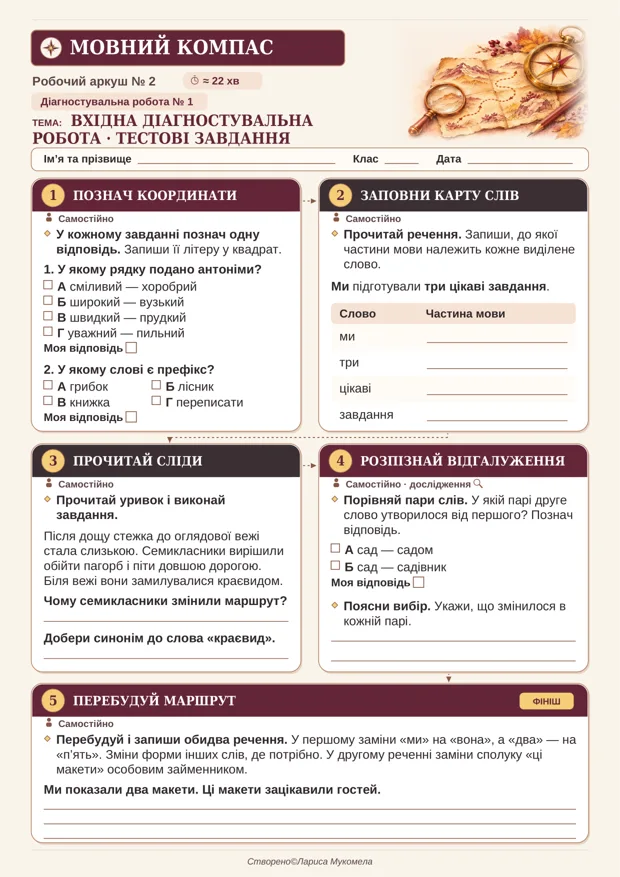 МОВНИЙ КОМПАС
Робочий аркуш № 2
≈ 22 хв
Діагностувальна робота № 1
ТЕМА: ВХІДНА ДІАГНОСТУВАЛЬНА
РОБОТА · ТЕСТОВІ ЗАВДАННЯ
Ім'я та прізвище
Клас
Дата
1 ПОЗНАЧ КООРДИНАТИ
Самостійно
У кожному завданні познач одну
відповідь. Запиши її літеру у квадрат.
1. У якому рядку подано антоніми?
А сміливий — хоробрий
Б широкий — вузький
В швидкий — прудкий
Г уважний — пильний
Моя відповідь
2. У якому слові є префікс?
А грибок
Б лісник
В книжка
Г переписати
Моя відповідь
2 ЗАПОВНИ КАРТУ СЛІВ
Самостійно
Прочитай речення. Запиши, до якої
частини мови належить кожне виділене
слово.
Ми підготували три цікаві завдання.
Слово
Частина мови
ми
три
цікаві
завдання
3 ПРОЧИТАЙ СЛІДИ
Самостійно
Прочитай уривок і виконай
завдання.
Після дощу стежка до оглядової вежі
стала слизькою. Семикласники вирішили
обійти пагорб і піти довшою дорогою.
Біля вежі вони замилувалися краєвидом.
Чому семикласники змінили маршрут?
Добери синонім до слова «краєвид».
4 РОЗПІЗНАЙ ВІДГАЛУЖЕННЯ
Самостійно · дослідження
Порівняй пари слів. У якій парі друге
слово утворилося від першого? Познач
відповідь.
А сад — садом
Б сад — садівник
Моя відповідь
Поясни вибір. Укажи, що змінилося в
кожній парі.
5 ПЕРЕБУДУЙ МАРШРУТ
ФІНІШ
Самостійно
Перебудуй і запиши обидва речення. У першому заміни «ми» на «вона», а «два» — на
«п'ять». Зміни форми інших слів, де потрібно. У другому реченні заміни сполуку «ці
макети» особовим займенником.
Ми показали два макети. Ці макети зацікавили гостей.
Створено©Лариса Мукомела